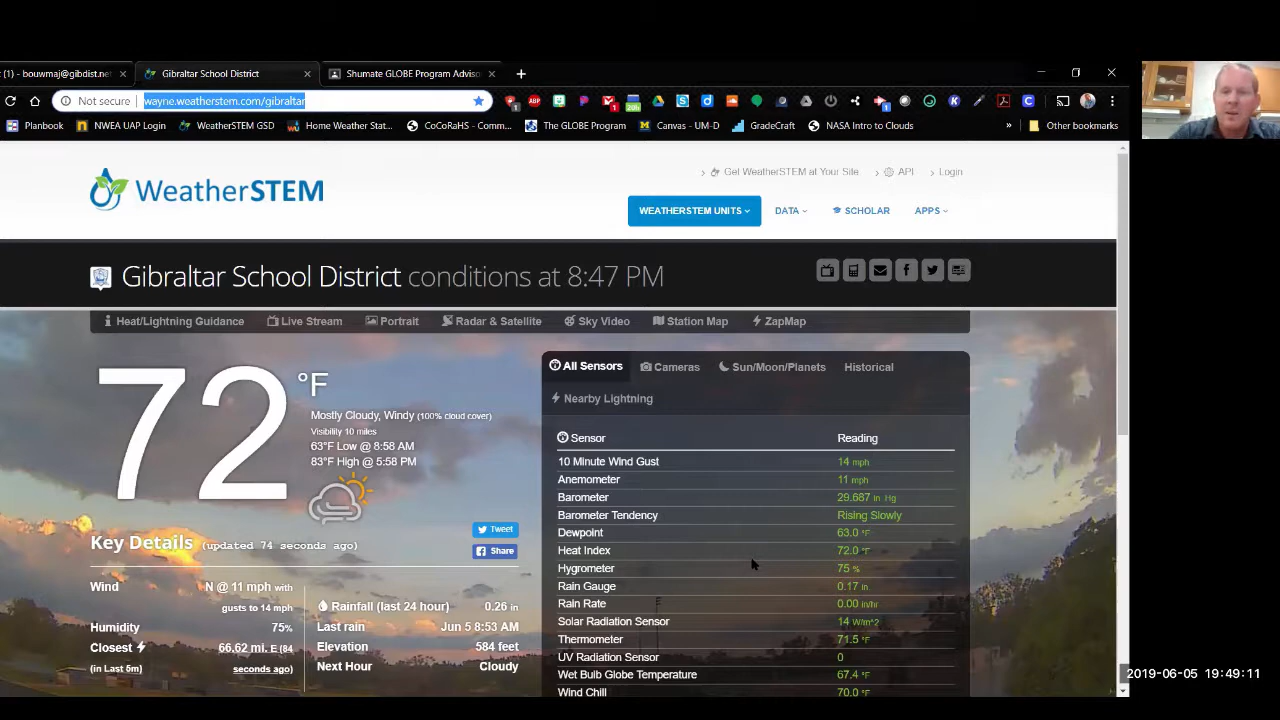 t (1) - bouwmaj@gibdist.net
Gibraltar School District
Shumate GLOBE Program Adviso
Not secure
wayne.weatherstem.com/gibraltar
Planbook
NWEA UAP Login
WeatherSTEM GSD
Home Weather Stat...
CoCoRaHS - Comm...
The GLOBE Program
Canvas - UM-D
GradeCraft
NASA Intro to Clouds
» Other bookmarks
Get WeatherSTEM at Your Site
API
Login
WeatherSTEM
WEATHERSTEM UNITS
DATA
SCHOLAR
APPS
Gibraltar School District conditions at 8:47 PM
Heat/Lightning Guidance
Live Stream
Portrait
Radar & Satellite
Sky Video
Station Map
ZapMap
72 °F
Mostly Cloudy, Windy (100% cloud cover)
Visibility 10 miles
63°F Low @ 8:58 AM
83°F High @ 5:58 PM
Tweet
Share
Key Details (updated 74 seconds ago)
Wind N @ 11 mph with
gusts to 14 mph
Humidity 75%
Closest 66.62 mi. E (84
(in Last 5m) seconds ago)
Rainfall (last 24 hour) 0.26 in
Last rain Jun 5 8:53 AM
Elevation 584 feet
Next Hour Cloudy
All Sensors
Cameras
Sun/Moon/Planets
Historical
Nearby Lightning
Sensor Reading
10 Minute Wind Gust 14 mph
Anemometer 11 mph
Barometer 29.687 in Hg
Barometer Tendency Rising Slowly
Dewpoint 63.0 °F
Heat Index 72.0 °F
Hygrometer 75 %
Rain Gauge 0.17 in
Rain Rate 0.00 in/hr
Solar Radiation Sensor 14 W/m^2
Thermometer 71.5 °F
UV Radiation Sensor 0
Wet Bulb Globe Temperature 67.4 °F
Wind Chill 70.0 °F
2019-06-05 19:49:11